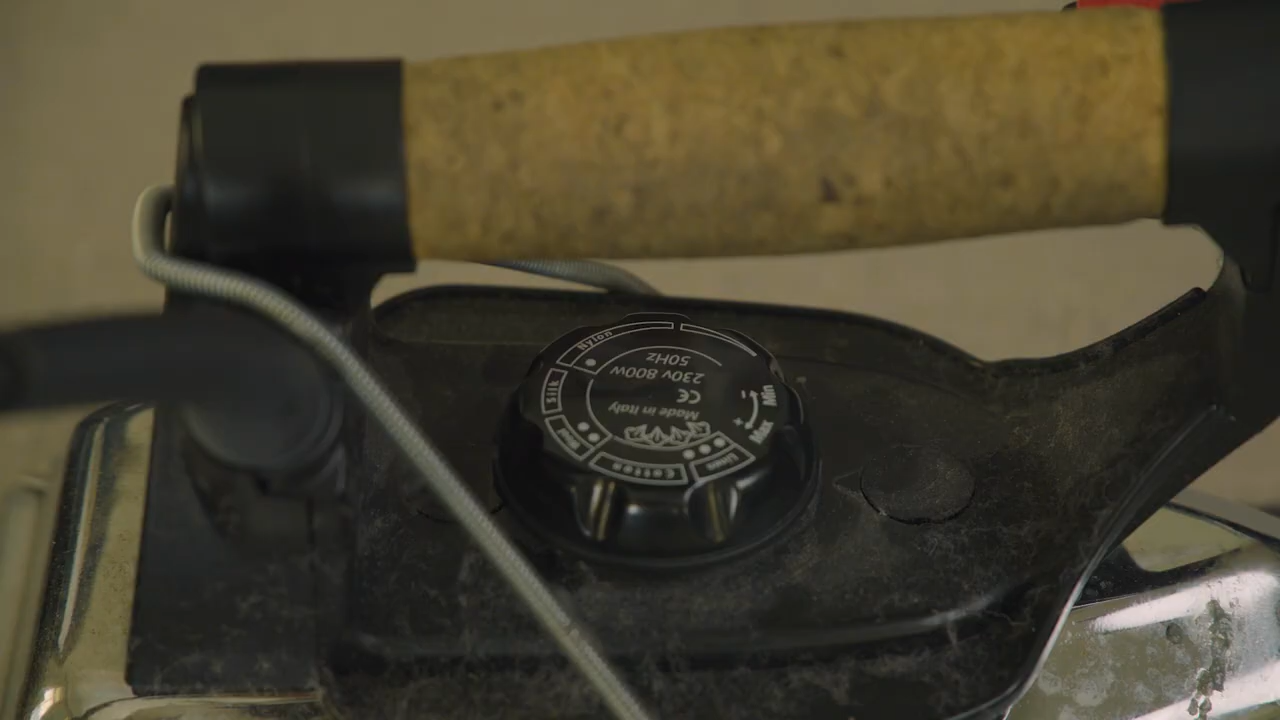 Nylon
Silk
Wool
Cotton
Linen
Min
Max
Made in Italy
CE
230v 800w
50Hz